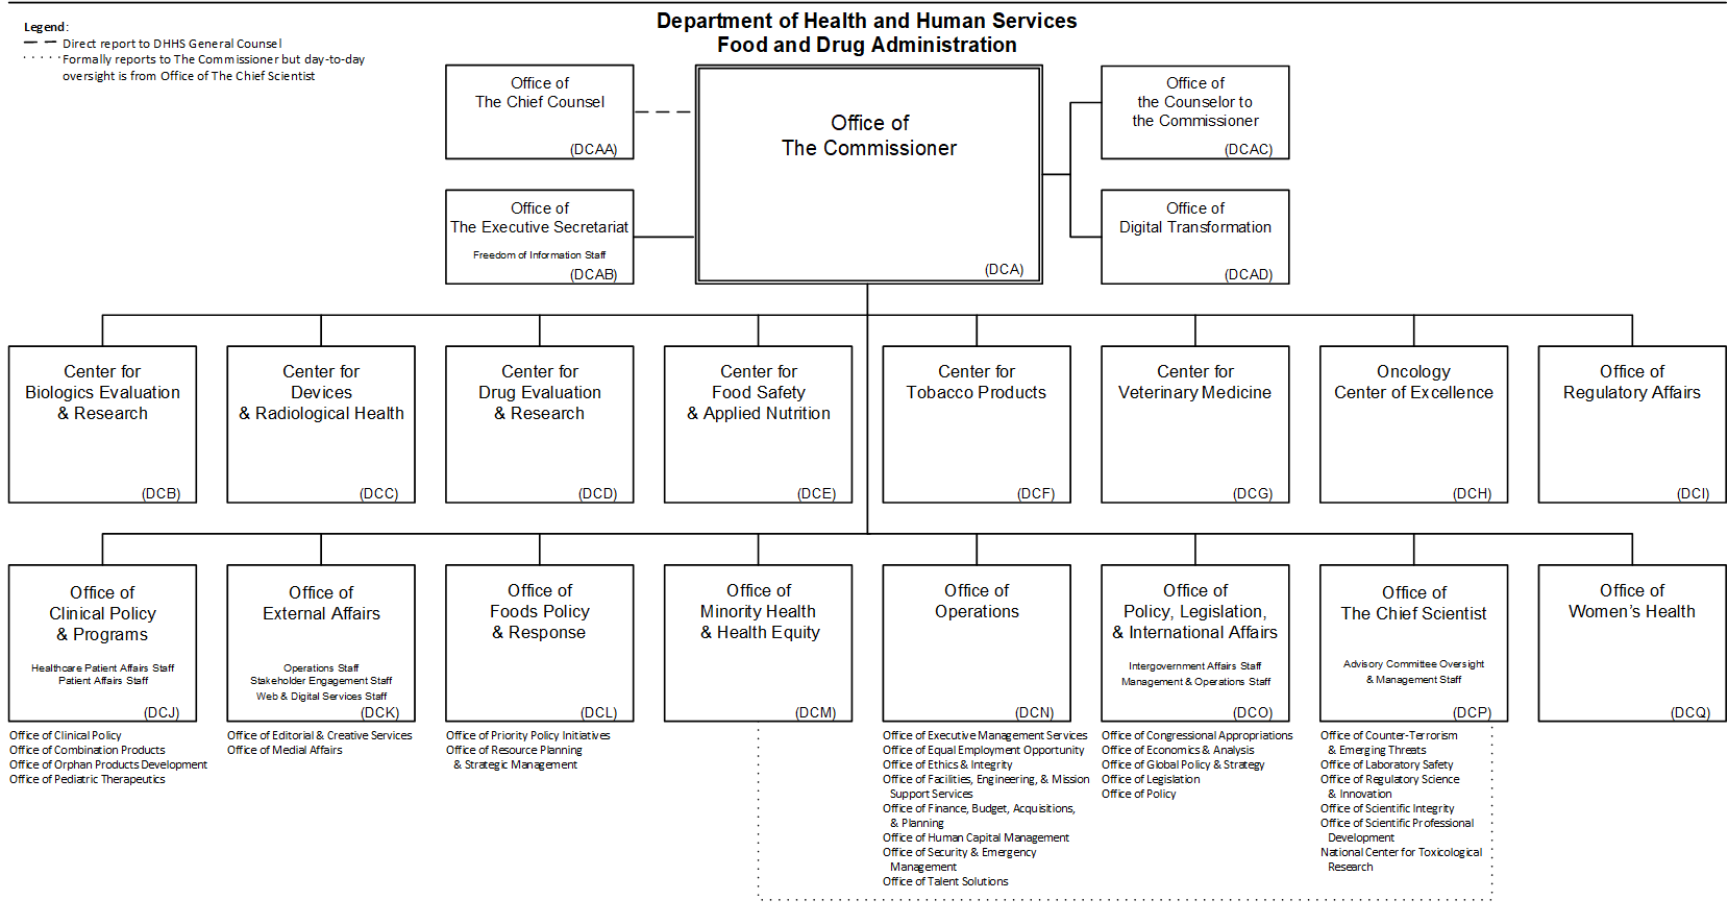 Department of Health and Human Services
Food and Drug Administration
Legend:
Direct report to DHHS General Counsel
Formally reports to The Commissioner but day-to-day
oversight is from Office of The Chief Scientist
Office of
The Chief Counsel
(DCAA)
Office of
The Commissioner
(DCA)
Office of
the Counselor to
the Commissioner
(DCAC)
Office of
The Executive Secretariat
Freedom of Information Staff
(DCAB)
Office of
Digital Transformation
(DCAD)
Center for
Biologics Evaluation
& Research
(DCB)
Center for
Devices
& Radiological Health
(DCC)
Center for
Drug Evaluation
& Research
(DCD)
Center for
Food Safety
& Applied Nutrition
(DCE)
Center for
Tobacco Products
(DCF)
Center for
Veterinary Medicine
(DCG)
Oncology
Center of Excellence
(DCH)
Office of
Regulatory Affairs
(DCI)
Office of
Clinical Policy
& Programs
Healthcare Patient Affairs Staff
Patient Affairs Staff
(DCJ)
Office of Clinical Policy
Office of Combination Products
Office of Orphan Products Development
Office of Pediatric Therapeutics
Office of
External Affairs
Operations Staff
Stakeholder Engagement Staff
Web & Digital Services Staff
(DCK)
Office of Editorial & Creative Services
Office of Medial Affairs
Office of
Foods Policy
& Response
(DCL)
Office of Priority Policy Initiatives
Office of Resource Planning
& Strategic Management
Office of
Minority Health
& Health Equity
(DCM)
Office of
Operations
(DCN)
Office of Executive Management Services
Office of Equal Employment Opportunity
Office of Ethics & Integrity
Office of Facilities, Engineering, & Mission
Support Services
Office of Finance, Budget, Acquisitions,
& Planning
Office of Human Capital Management
Office of Security & Emergency
Management
Office of Talent Solutions
Office of
Policy, Legislation,
& International Affairs
Intergovernment Affairs Staff
Management & Operations Staff
(DCO)
Office of Congressional Appropriations
Office of Economics & Analysis
Office of Global Policy & Strategy
Office of Legislation
Office of Policy
Office of
The Chief Scientist
Advisory Committee Oversight
& Management Staff
(DCP)
Office of Counter-Terrorism
& Emerging Threats
Office of Laboratory Safety
Office of Regulatory Science
& Innovation
Office of Scientific Integrity
Office of Scientific Professional
Development
National Center for Toxicological
Research
Office of
Women's Health
(DCQ)